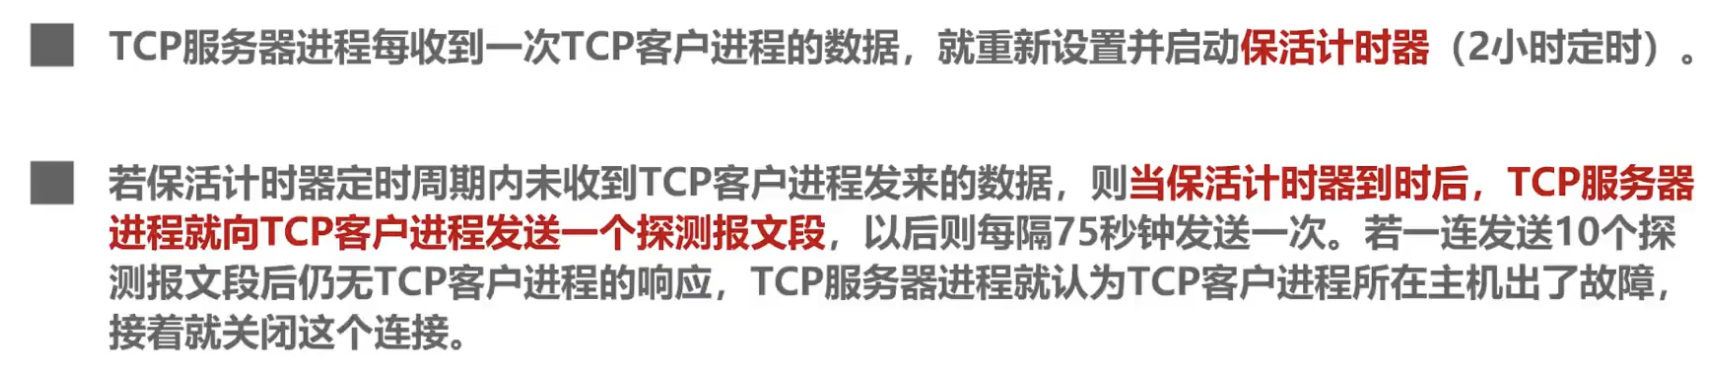 TCP服务器进程每收到一次TCP客户进程的数据，就重新设置并启动保活计时器（2小时定时）。
若保活计时器定时周期内未收到TCP客户进程发来的数据，则当保活计时器到时后，TCP服务器
进程就向TCP客户进程发送一个探测报文段，以后则每隔75秒钟发送一次。若一连发送10个探
测报文段后仍无TCP客户进程的响应，TCP服务器进程就认为TCP客户进程所在主机出了故障，
接着就关闭这个连接。